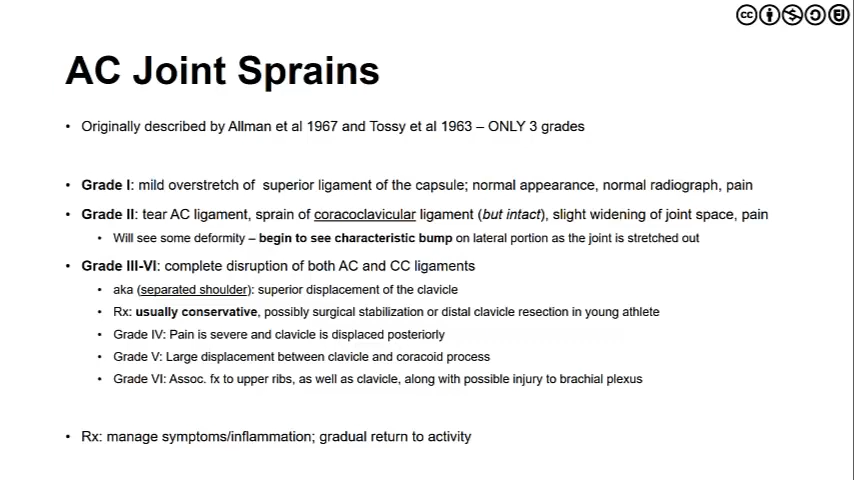 AC Joint Sprains
• Originally described by Allman et al 1967 and Tossy et al 1963 – ONLY 3 grades
• Grade I: mild overstretch of superior ligament of the capsule; normal appearance, normal radiograph, pain
• Grade II: tear AC ligament, sprain of coracoclavicular ligament (but intact), slight widening of joint space, pain
• Will see some deformity – begin to see characteristic bump on lateral portion as the joint is stretched out
• Grade III-VI: complete disruption of both AC and CC ligaments
• aka (separated shoulder): superior displacement of the clavicle
• Rx: usually conservative, possibly surgical stabilization or distal clavicle resection in young athlete
• Grade IV: Pain is severe and clavicle is displaced posteriorly
• Grade V: Large displacement between clavicle and coracoid process
• Grade VI: Assoc. fx to upper ribs, as well as clavicle, along with possible injury to brachial plexus
• Rx: manage symptoms/inflammation; gradual return to activity